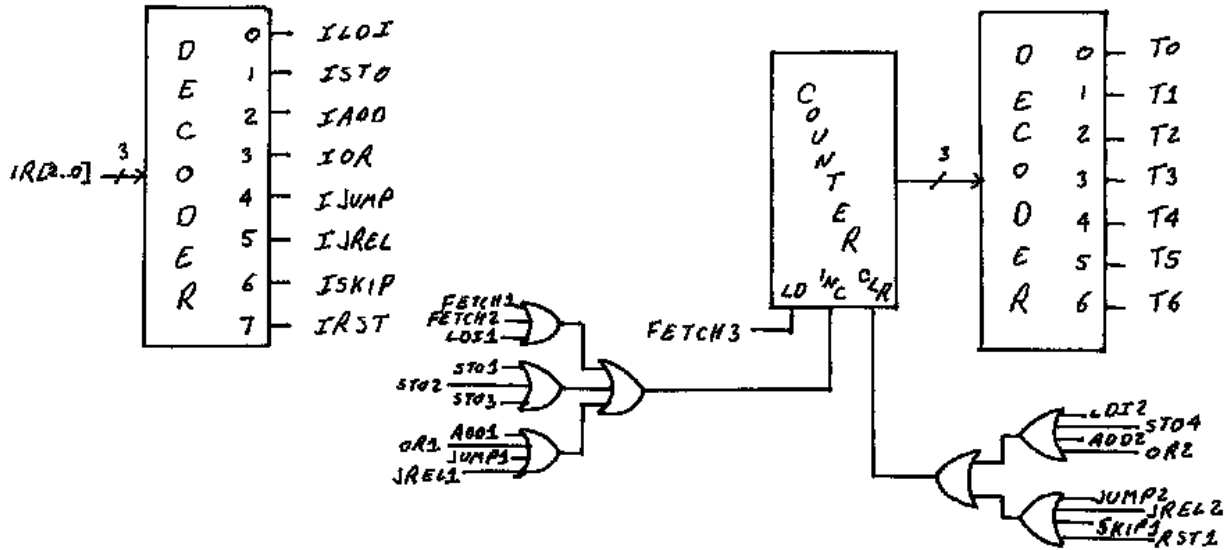 DECODER
IR[2..0]
3
0 ILDI
1 ISTO
2 IADD
3 IOR
4 IJUMP
5 IJREL
6 ISKIP
7 IRST
COUNTER
LD INC CLR
3
DECODER
0 T0
1 T1
2 T2
3 T3
4 T4
5 T5
6 T6
FETCH1
FETCH2
LDI1
STO1
STO2
STO3
ADD1
OR1
JUMP1
JREL1
FETCH3
LDI2
STO4
ADD2
OR2
JUMP2
JREL2
SKIP1
RST1